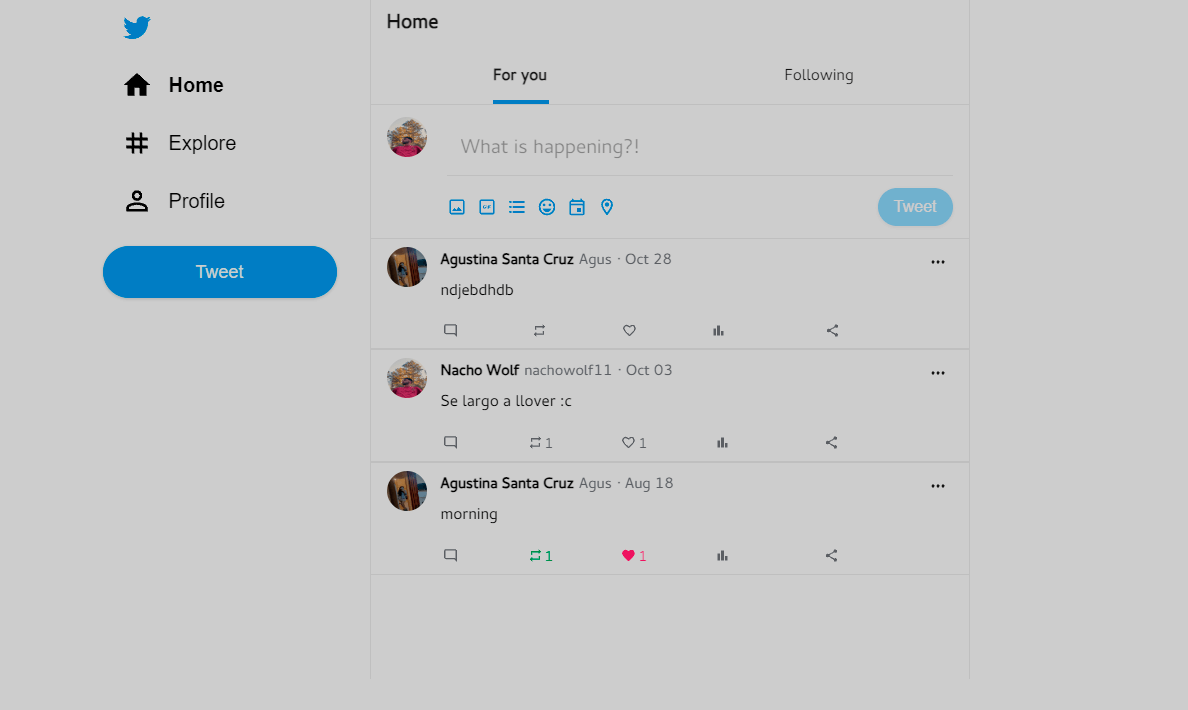 Home
For you
Following
Home
Explore
Profile
Tweet
What is happening?!
GIF
Tweet
Agustina Santa Cruz Agus · Oct 28
ndjebdhdb
Nacho Wolf nachowolf11 · Oct 03
Se largo a llover :c
1
1
Agustina Santa Cruz Agus · Aug 18
morning
1
1